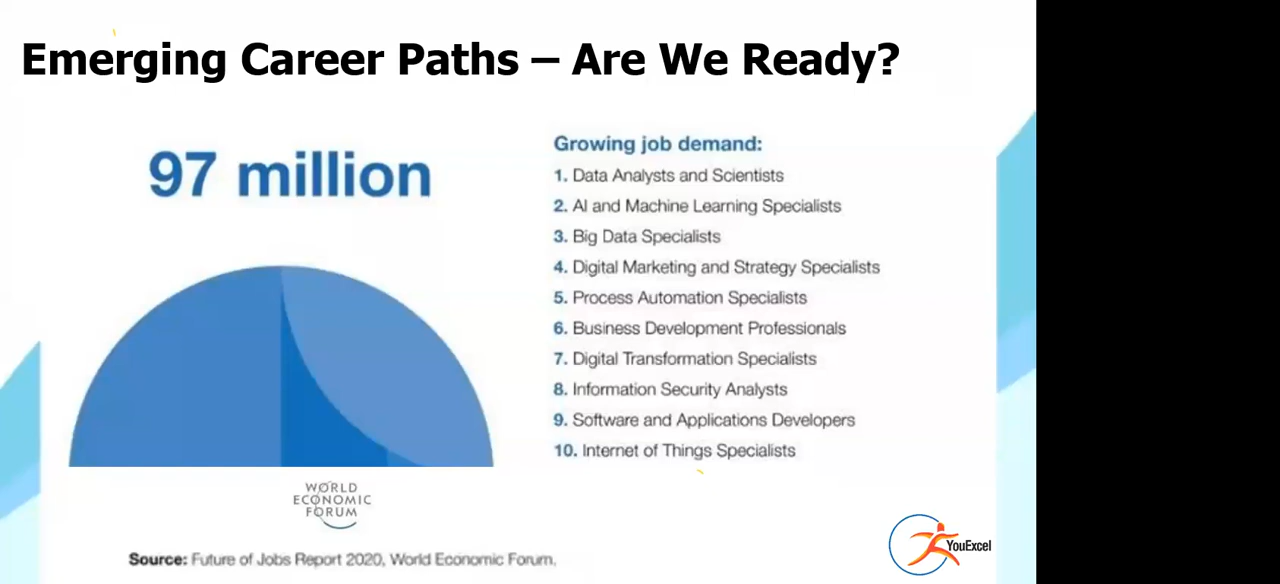 Emerging Career Paths – Are We Ready?
97 million
Growing job demand:
1. Data Analysts and Scientists
2. AI and Machine Learning Specialists
3. Big Data Specialists
4. Digital Marketing and Strategy Specialists
5. Process Automation Specialists
6. Business Development Professionals
7. Digital Transformation Specialists
8. Information Security Analysts
9. Software and Applications Developers
10. Internet of Things Specialists
WORLD
ECONOMIC
FORUM
Source: Future of Jobs Report 2020, World Economic Forum.
YouExcel